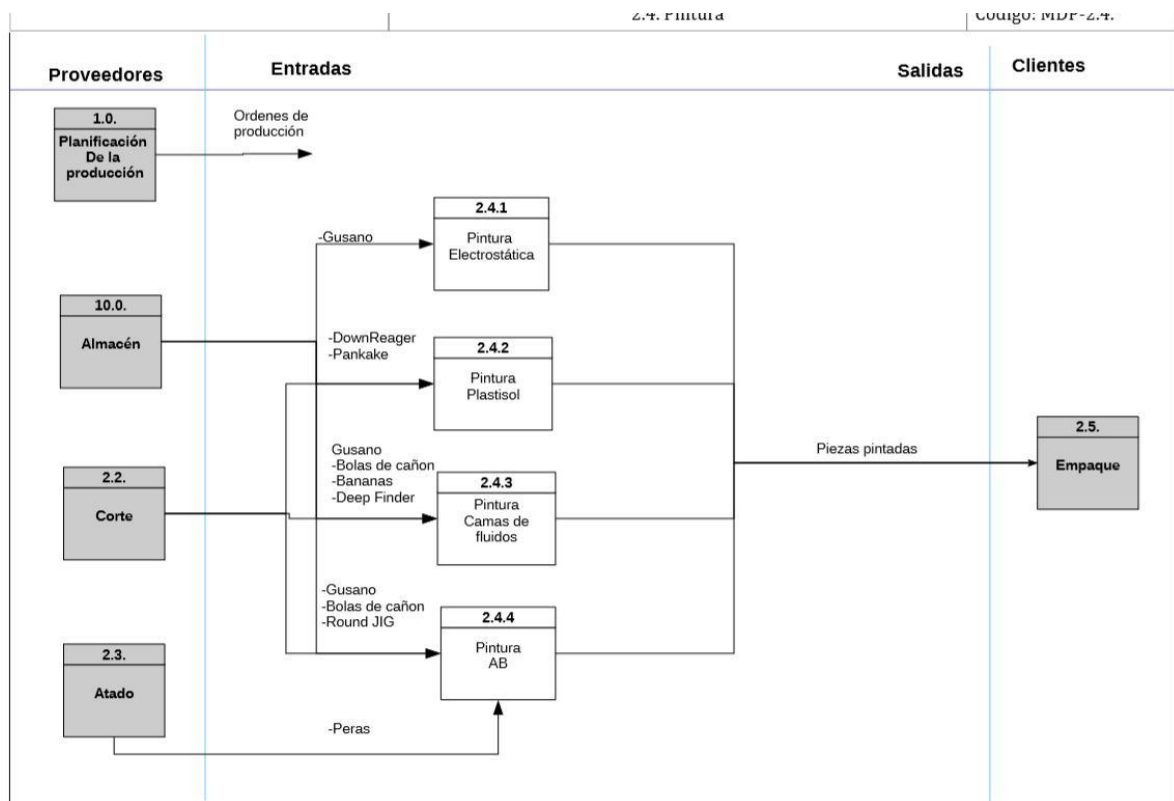 2.4. Pintura
Código: MDP-2.4.
Proveedores
Entradas
Salidas
Clientes
1.0.
Planificación
De la
producción
Ordenes de
producción
2.4.1
Pintura
Electrostática
-Gusano
10.0.
Almacén
-DownReager
-Pankake
2.4.2
Pintura
Plastisol
Gusano
-Bolas de cañon
-Bananas
-Deep Finder
2.4.3
Pintura
Camas de
fluidos
Piezas pintadas
2.5.
Empaque
2.2.
Corte
-Gusano
-Bolas de cañon
-Round JIG
2.4.4
Pintura
AB
2.3.
Atado
-Peras